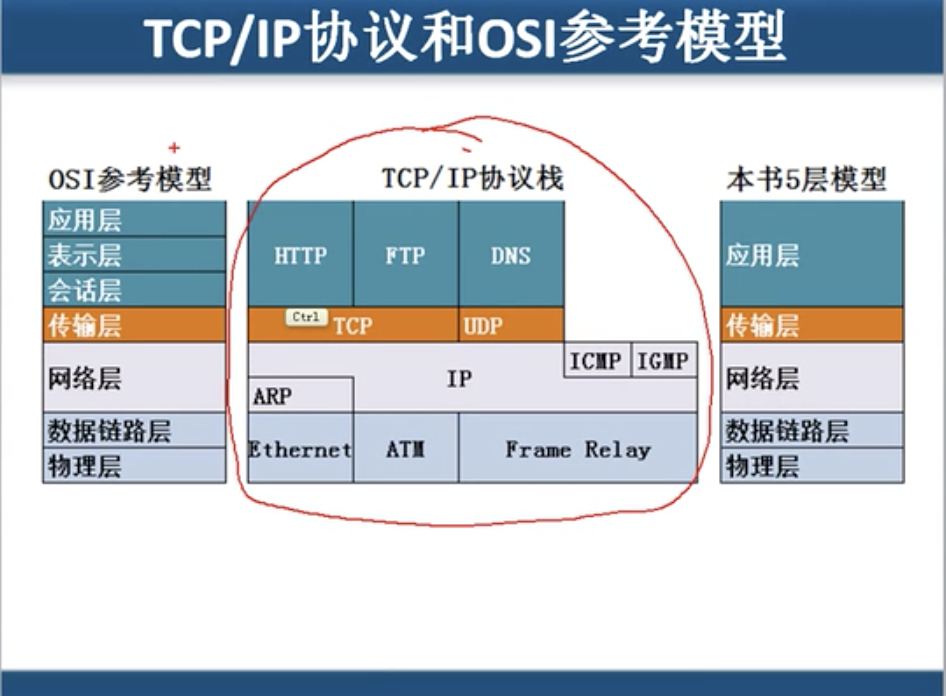 TCP/IP协议和OSI参考模型
OSI参考模型
应用层
表示层
会话层
传输层
网络层
数据链路层
物理层
TCP/IP协议栈
HTTP FTP DNS
Ctrl
TCP UDP
ICMP IGMP
IP
ARP
Ethernet ATM Frame Relay
本书5层模型
应用层
传输层
网络层
数据链路层
物理层